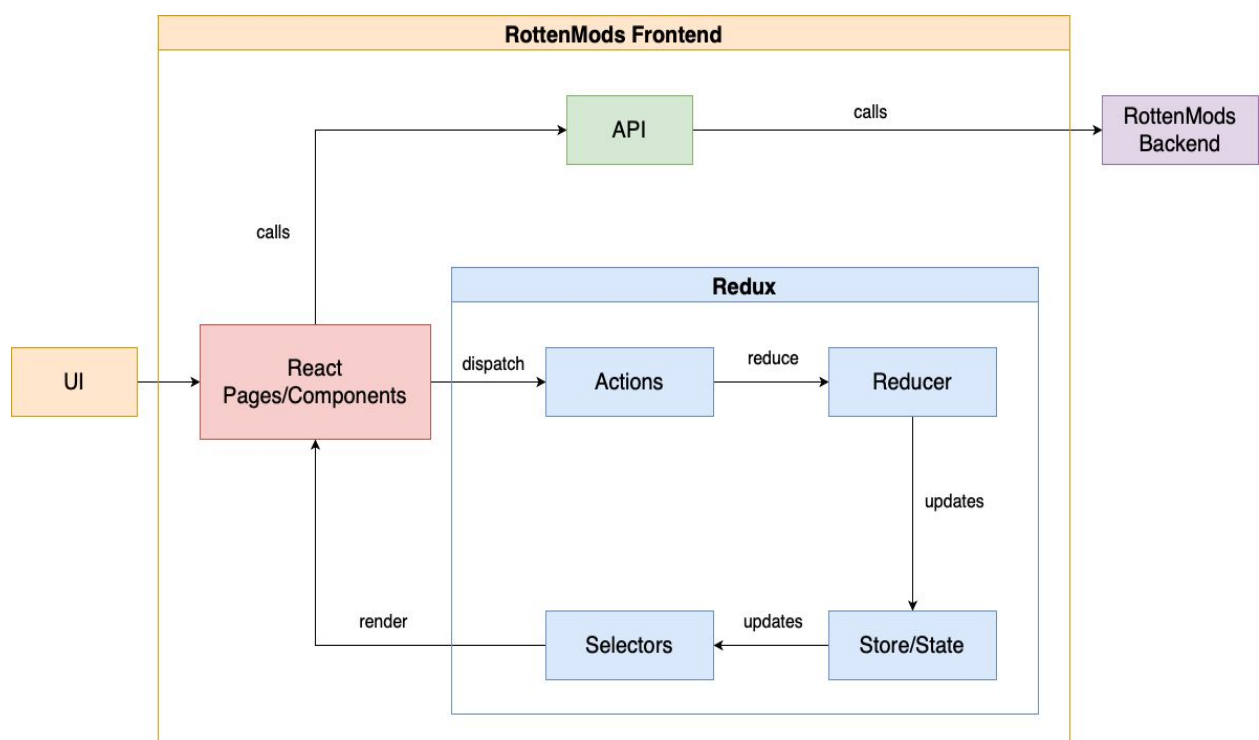 RottenMods Frontend
API
calls
RottenMods
Backend
calls
Redux
UI
React
Pages/Components
dispatch
Actions
reduce
Reducer
updates
render
Selectors
updates
Store/State